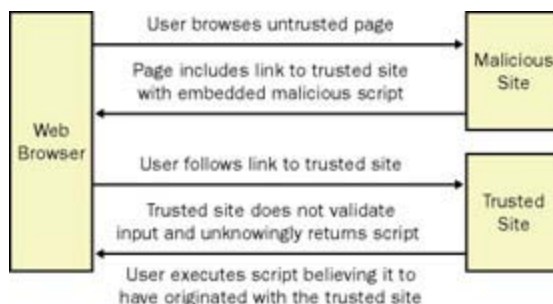 User browses untrusted page
Page includes link to trusted site
with embedded malicious script
Malicious
Site
Web
Browser
User follows link to trusted site
Trusted site does not validate
input and unknowingly returns script
Trusted
Site
User executes script believing it to
have originated with the trusted site